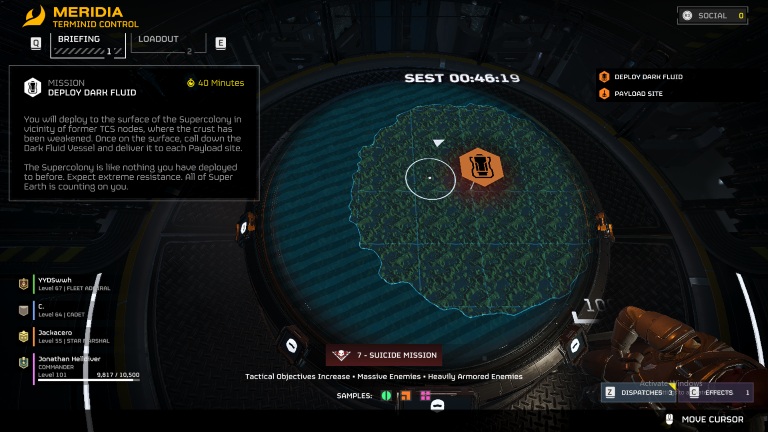 MERIDIA
TERMINID CONTROL
Q
BRIEFING
1
LOADOUT
2
E
SOCIAL 0
MISSION
DEPLOY DARK FLUID
40 Minutes
You will deploy to the surface of the Supercolony in
vicinity of former TCS nodes, where the crust has
been weakened. Once on the surface, call down the
Dark Fluid Vessel and deliver it to each Payload site.
The Supercolony is like nothing you have deployed
to before. Expect extreme resistance. All of Super
Earth is counting on you.
SEST 00:46:19
DEPLOY DARK FLUID
PAYLOAD SITE
YYDSwwh
Level 67 | FLEET ADMIRAL
C.
Level 64 | CADET
Jackacero
Level 55 | STAR MARSHAL
Jonathan Helldiver
COMMANDER
Level 101
9,817 / 10,500
7 - SUICIDE MISSION
Tactical Objectives Increase • Massive Enemies • Heavily Armored Enemies
SAMPLES:
Activate Windows
Z DISPATCHES 3
C EFFECTS 1
MOVE CURSOR